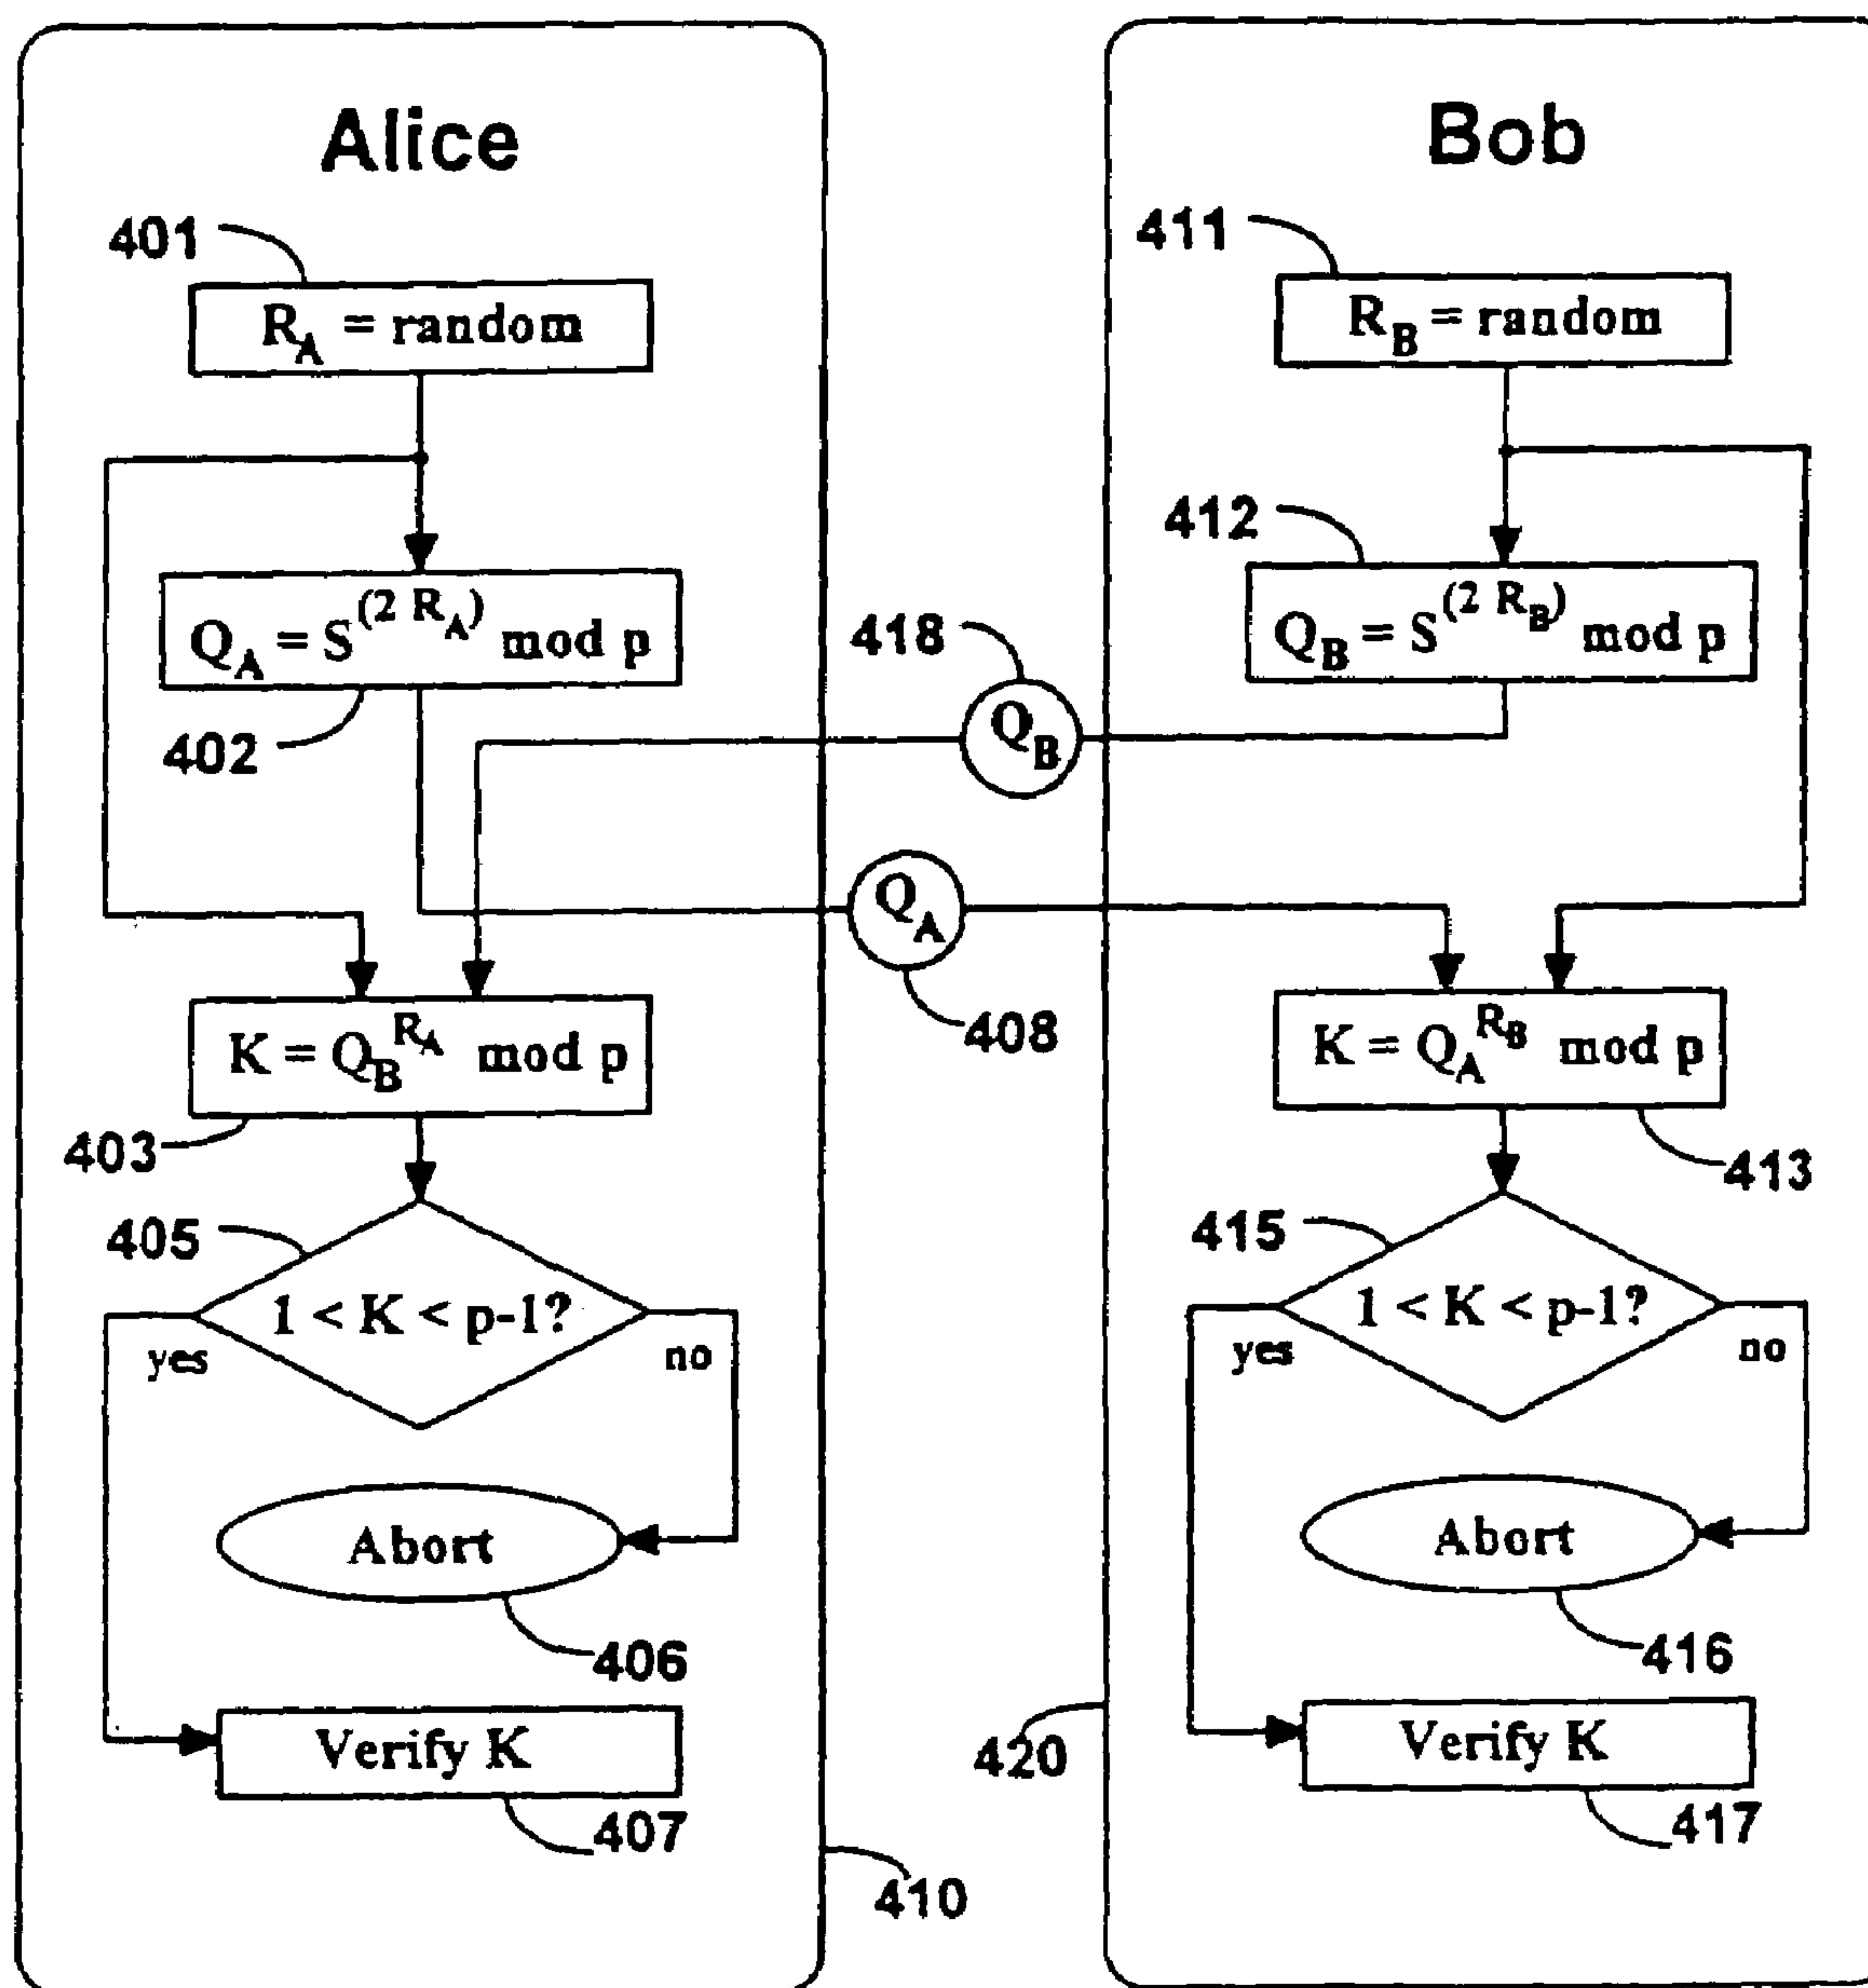 Alice
401
R_A = random
Q_A = S^(2 R_A) mod p
402
K = Q_B^R_A mod p
403
405
1 < K < p-1?
yes
no
Abort
406
Verify K
407
410
418
Q_B
Q_A
408
Bob
411
R_B = random
412
Q_B = S^(2 R_B) mod p
K = Q_A^R_B mod p
413
415
1 < K < p-1?
yes
no
Abort
416
Verify K
417
420